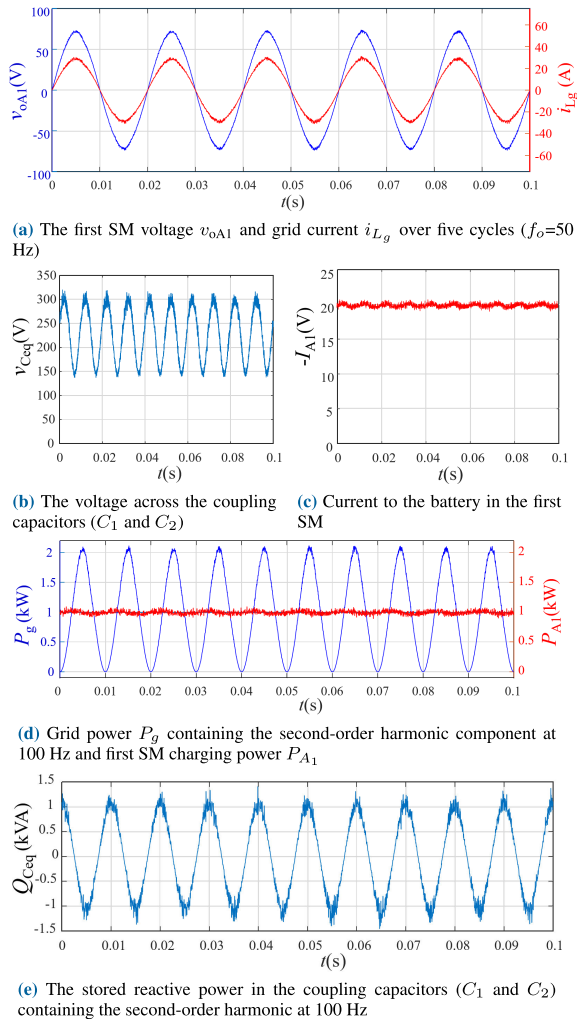 100
50
0
-50
-100
v_oA1(V)
60
40
20
0
-20
-40
-60
i_Lg (A)
0 0.01 0.02 0.03 0.04 0.05 0.06 0.07 0.08 0.09 0.1
t(s)
(a) The first SM voltage v_oA1 and grid current i_Lg over five cycles (f_o=50
Hz)
350
300
250
200
150
100
50
0
v_Ceq(V)
0 0.02 0.04 0.06 0.08 0.1
t(s)
25
20
15
10
5
0
-I_A1(V)
0 0.02 0.04 0.06 0.08 0.1
t(s)
(b) The voltage across the coupling
capacitors (C_1 and C_2)
(c) Current to the battery in the first
SM
2
1.5
1
0.5
0
P_g (kW)
2
1.5
1
0.5
0
P_A1(kW)
0 0.01 0.02 0.03 0.04 0.05 0.06 0.07 0.08 0.09 0.1
t(s)
(d) Grid power P_g containing the second-order harmonic component at
100 Hz and first SM charging power P_A1
1.5
1
0.5
0
-0.5
-1
-1.5
Q_Ceq(kVA)
0 0.01 0.02 0.03 0.04 0.05 0.06 0.07 0.08 0.09 0.1
t(s)
(e) The stored reactive power in the coupling capacitors (C_1 and C_2)
containing the second-order harmonic at 100 Hz